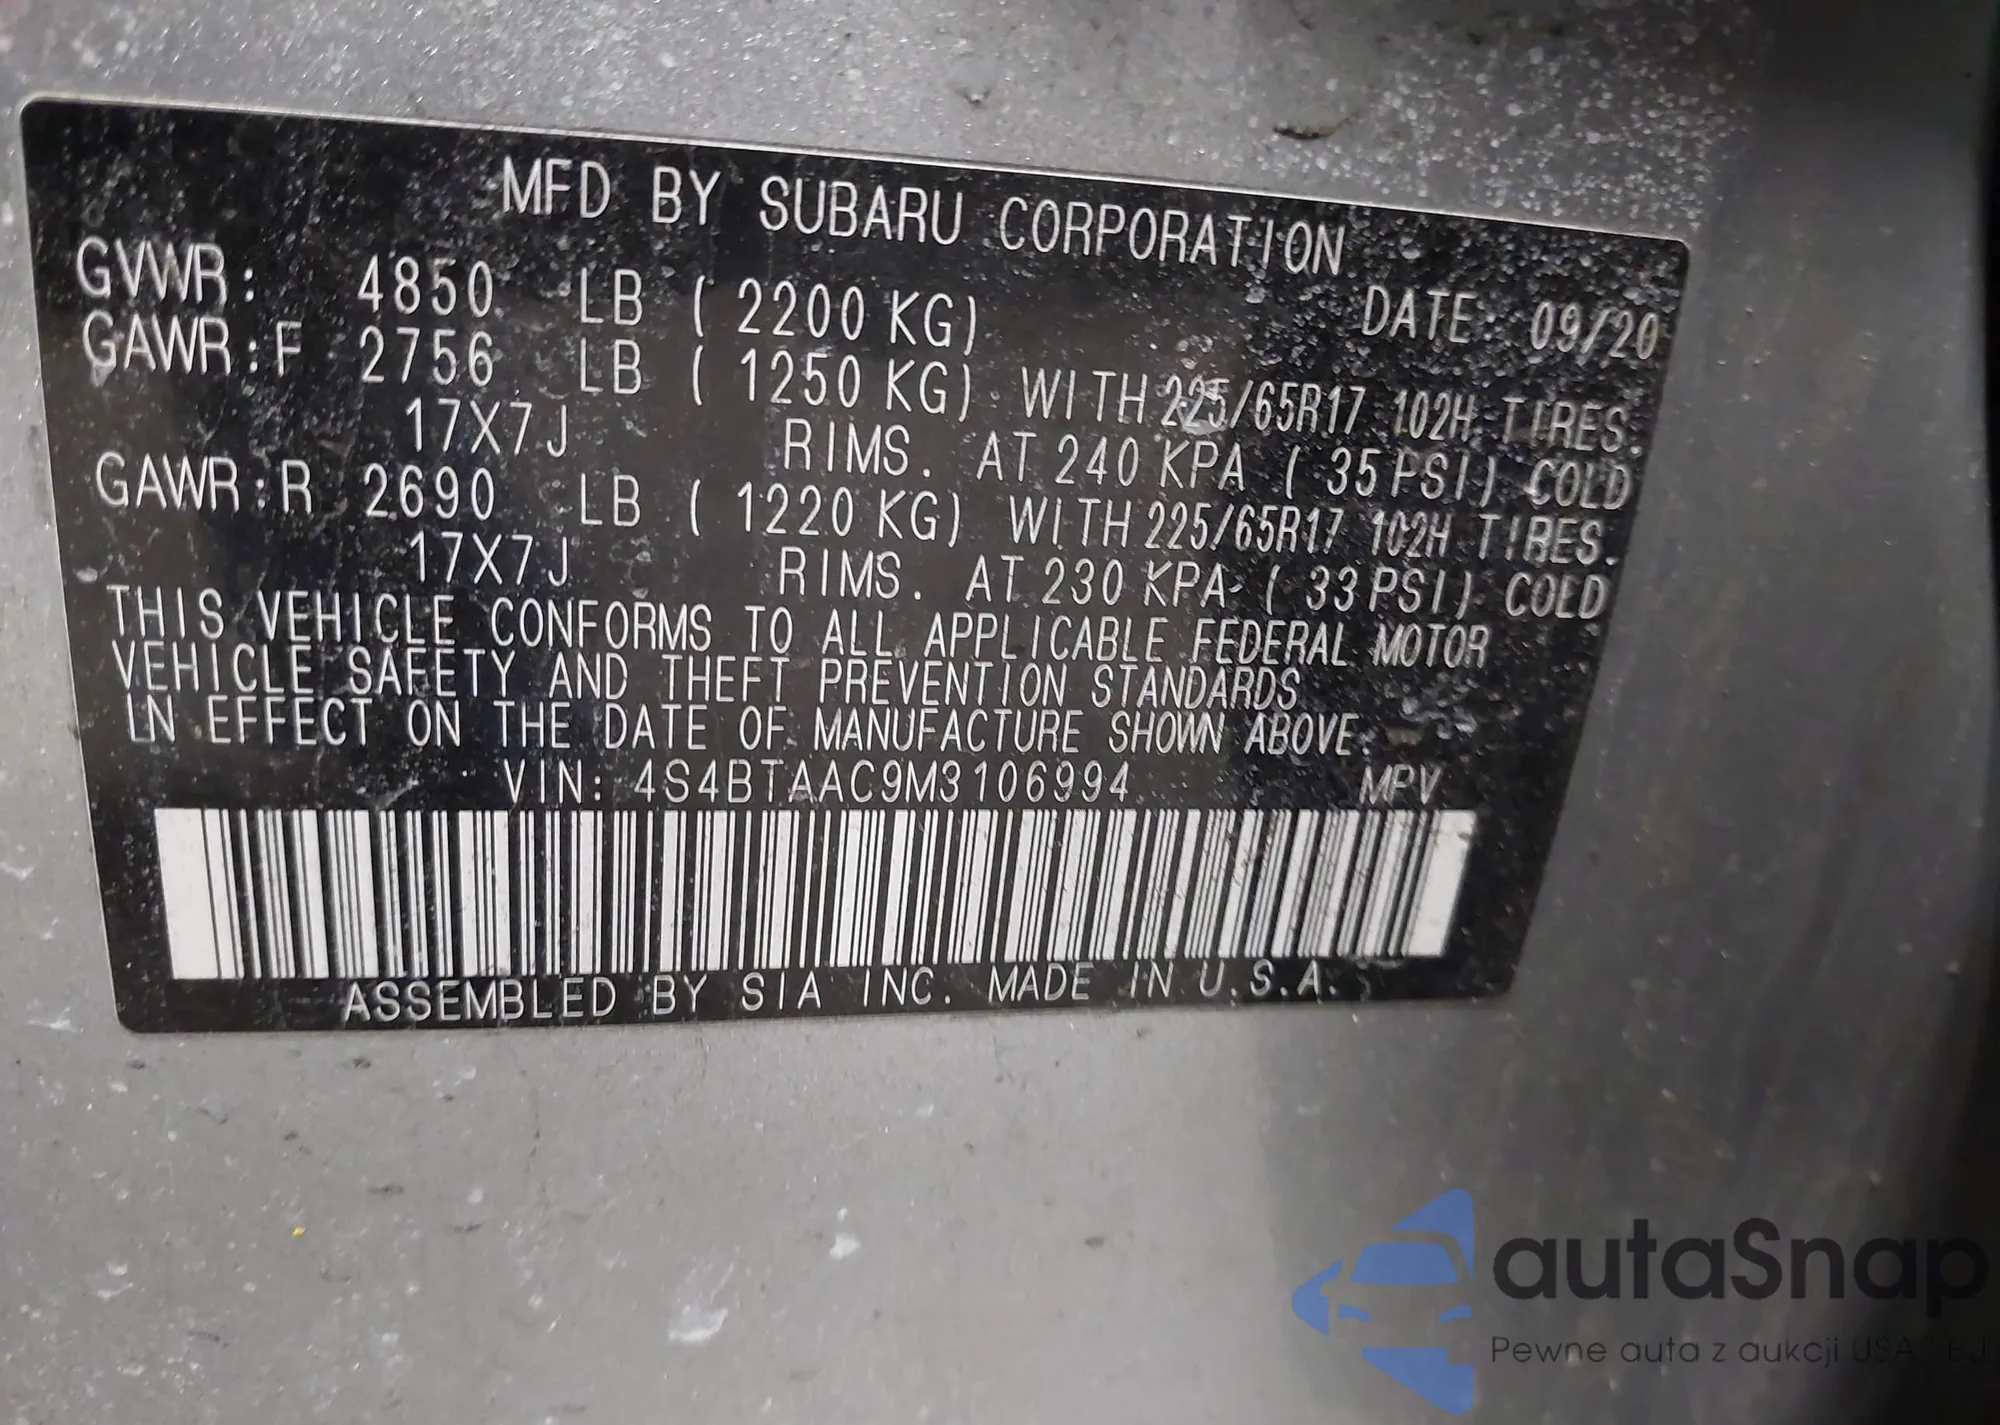 MFD BY SUBARU CORPORATION
GVWR: 4850 LB ( 2200 KG) DATE: 09/20
GAWR:F 2756 LB ( 1250 KG) WITH 225/65R17 102H TIRES.
17X7J RIMS. AT 240 KPA ( 35 PSI) COLD
GAWR:R 2690 LB ( 1220 KG) WITH 225/65R17 102H TIRES.
17X7J RIMS. AT 230 KPA ( 33 PSI) COLD
THIS VEHICLE CONFORMS TO ALL APPLICABLE FEDERAL MOTOR
VEHICLE SAFETY AND THEFT PREVENTION STANDARDS
IN EFFECT ON THE DATE OF MANUFACTURE SHOWN ABOVE.
VIN: 4S4BTAAC9M3106994 MPV
ASSEMBLED BY SIA INC. MADE IN U.S.A.
autaSnap
Pewne auta z aukcji USA